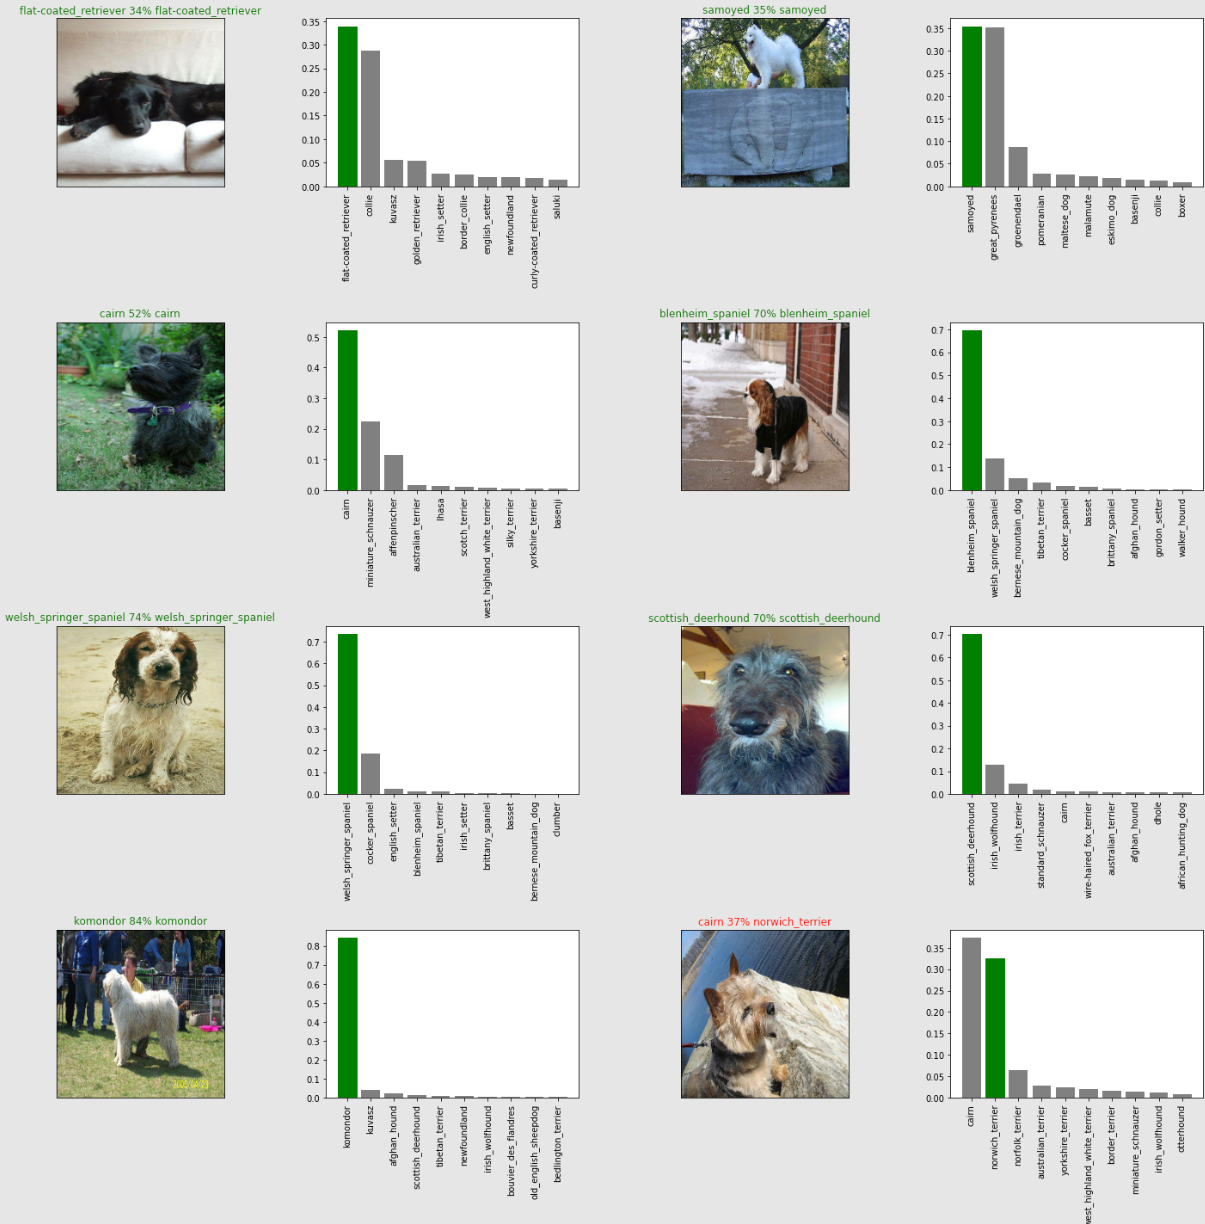 flat-coated_retriever 34% flat-coated_retriever
0.35
0.30
0.25
0.20
0.15
0.10
0.05
0.00
flat-coated_retriever
collie
kuvasz
golden_retriever
irish_setter
border_collie
english_setter
newfoundland
curly-coated_retriever
saluki
samoyed 35% samoyed
0.35
0.30
0.25
0.20
0.15
0.10
0.05
0.00
samoyed
great_pyrenees
groenendael
pomeranian
maltese_dog
malamute
eskimo_dog
basenji
collie
boxer
cairn 52% cairn
0.5
0.4
0.3
0.2
0.1
0.0
cairn
miniature_schnauzer
affenpinscher
australian_terrier
lhasa
scotch_terrier
west_highland_white_terrier
silky_terrier
yorkshire_terrier
basenji
blenheim_spaniel 70% blenheim_spaniel
0.7
0.6
0.5
0.4
0.3
0.2
0.1
0.0
blenheim_spaniel
welsh_springer_spaniel
bernese_mountain_dog
tibetan_terrier
cocker_spaniel
basset
brittany_spaniel
afghan_hound
gordon_setter
walker_hound
welsh_springer_spaniel 74% welsh_springer_spaniel
0.7
0.6
0.5
0.4
0.3
0.2
0.1
0.0
welsh_springer_spaniel
cocker_spaniel
english_setter
blenheim_spaniel
tibetan_terrier
irish_setter
brittany_spaniel
basset
bernese_mountain_dog
clumber
scottish_deerhound 70% scottish_deerhound
0.7
0.6
0.5
0.4
0.3
0.2
0.1
0.0
scottish_deerhound
irish_wolfhound
irish_terrier
standard_schnauzer
cairn
wire-haired_fox_terrier
australian_terrier
afghan_hound
dhole
african_hunting_dog
komondor 84% komondor
0.8
0.7
0.6
0.5
0.4
0.3
0.2
0.1
0.0
komondor
kuvasz
afghan_hound
scottish_deerhound
tibetan_terrier
newfoundland
irish_wolfhound
bouvier_des_flandres
old_english_sheepdog
bedlington_terrier
cairn 37% norwich_terrier
0.35
0.30
0.25
0.20
0.15
0.10
0.05
0.00
cairn
norwich_terrier
norfolk_terrier
australian_terrier
yorkshire_terrier
west_highland_white_terrier
border_terrier
miniature_schnauzer
irish_wolfhound
otterhound